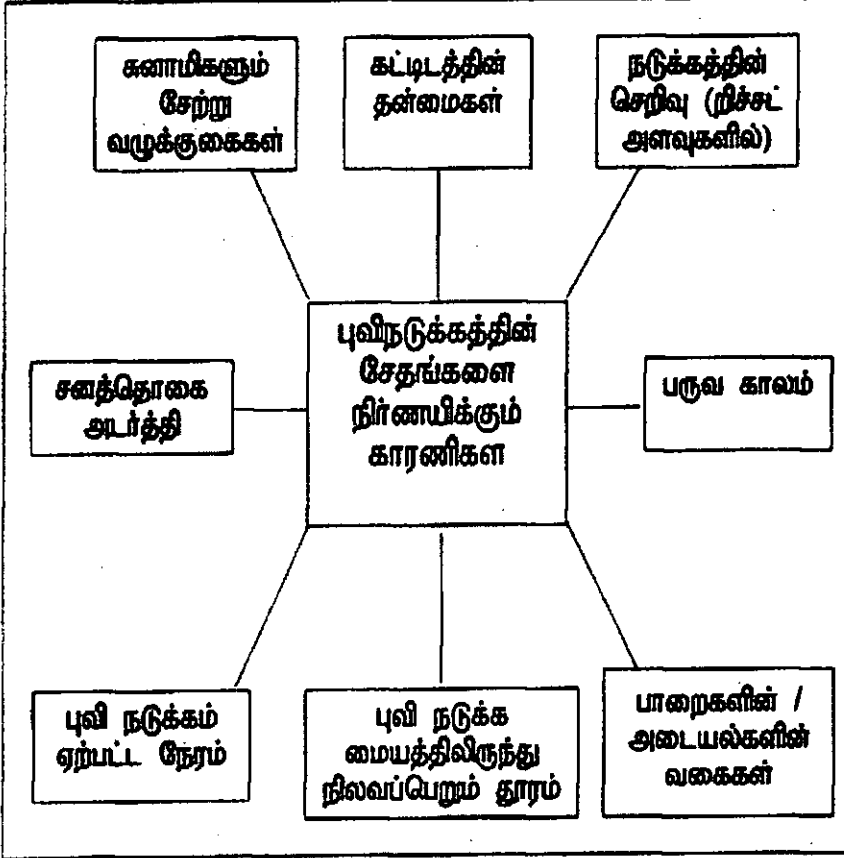 சுனாமிகளும்
சேற்று
வழுக்குகைகள்
கட்டிடத்தின்
தன்மைகள்
நடுக்கத்தின்
செறிவு (றிச்சட்
அளவுகளில்)
புவிநடுக்கத்தின்
சேதங்களை
நிர்ணயிக்கும்
காரணிகள
சனத்தொகை
அடர்த்தி
பருவ காலம்
புவி நடுக்கம்
ஏற்பட்ட நேரம்
புவி நடுக்க
மையத்திலிருந்து
நிலவப்பெறும் தூரம்
பாறைகளின் /
அடையல்களின்
வகைகள்